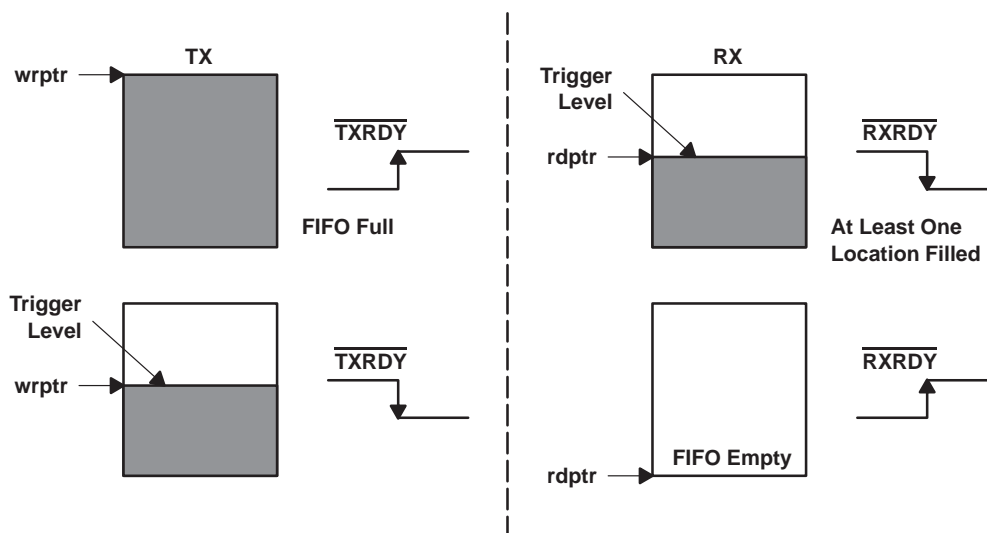 TX
wrptr
TXRDY
FIFO Full
Trigger
Level
wrptr
TXRDY
RX
Trigger
Level
rdptr
RXRDY
At Least One
Location Filled
RXRDY
FIFO Empty
rdptr